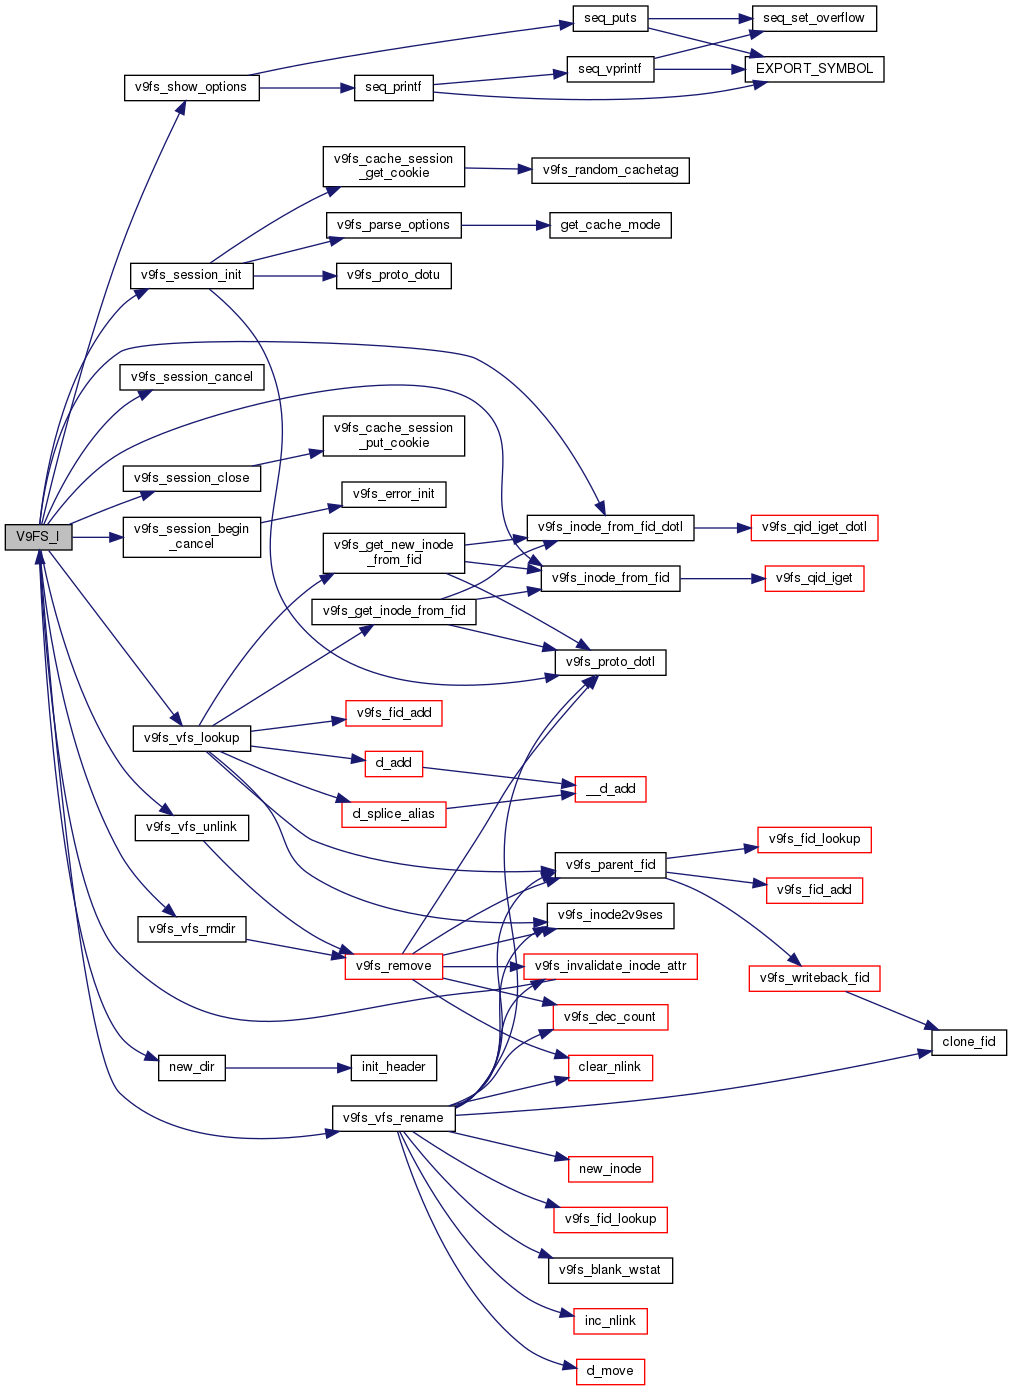 seq_puts
seq_set_overflow
seq_vprintf
EXPORT_SYMBOL
v9fs_show_options
seq_printf
v9fs_cache_session
_get_cookie
v9fs_random_cachetag
v9fs_parse_options
get_cache_mode
v9fs_session_init
v9fs_proto_dotu
v9fs_session_cancel
v9fs_cache_session
_put_cookie
v9fs_session_close
v9fs_error_init
V9FS_I
v9fs_session_begin
_cancel
v9fs_get_new_inode
_from_fid
v9fs_inode_from_fid_dotl
v9fs_qid_iget_dotl
v9fs_inode_from_fid
v9fs_qid_iget
v9fs_get_inode_from_fid
v9fs_proto_dotl
v9fs_vfs_lookup
v9fs_fid_add
d_add
__d_add
d_splice_alias
v9fs_vfs_unlink
v9fs_parent_fid
v9fs_fid_lookup
v9fs_fid_add
v9fs_inode2v9ses
v9fs_vfs_rmdir
v9fs_remove
v9fs_invalidate_inode_attr
v9fs_writeback_fid
v9fs_dec_count
clone_fid
new_dir
init_header
clear_nlink
v9fs_vfs_rename
new_inode
v9fs_fid_lookup
v9fs_blank_wstat
inc_nlink
d_move